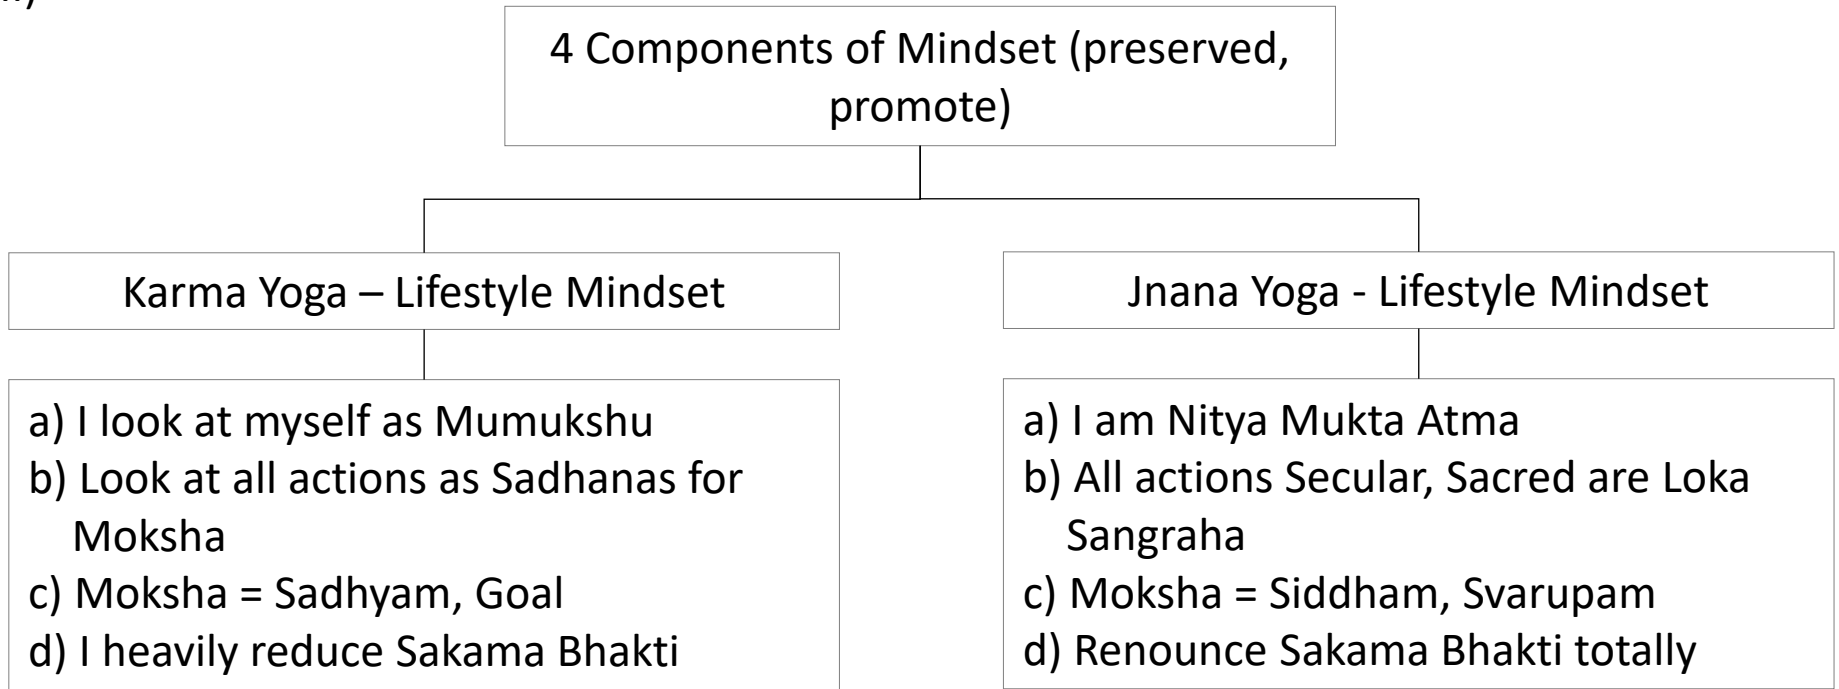 4 Components of Mindset (preserved,
promote)
Karma Yoga – Lifestyle Mindset
a) I look at myself as Mumukshu
b) Look at all actions as Sadhanas for
Moksha
c) Moksha = Sadhyam, Goal
d) I heavily reduce Sakama Bhakti
Jnana Yoga - Lifestyle Mindset
a) I am Nitya Mukta Atma
b) All actions Secular, Sacred are Loka
Sangraha
c) Moksha = Siddham, Svarupam
d) Renounce Sakama Bhakti totally